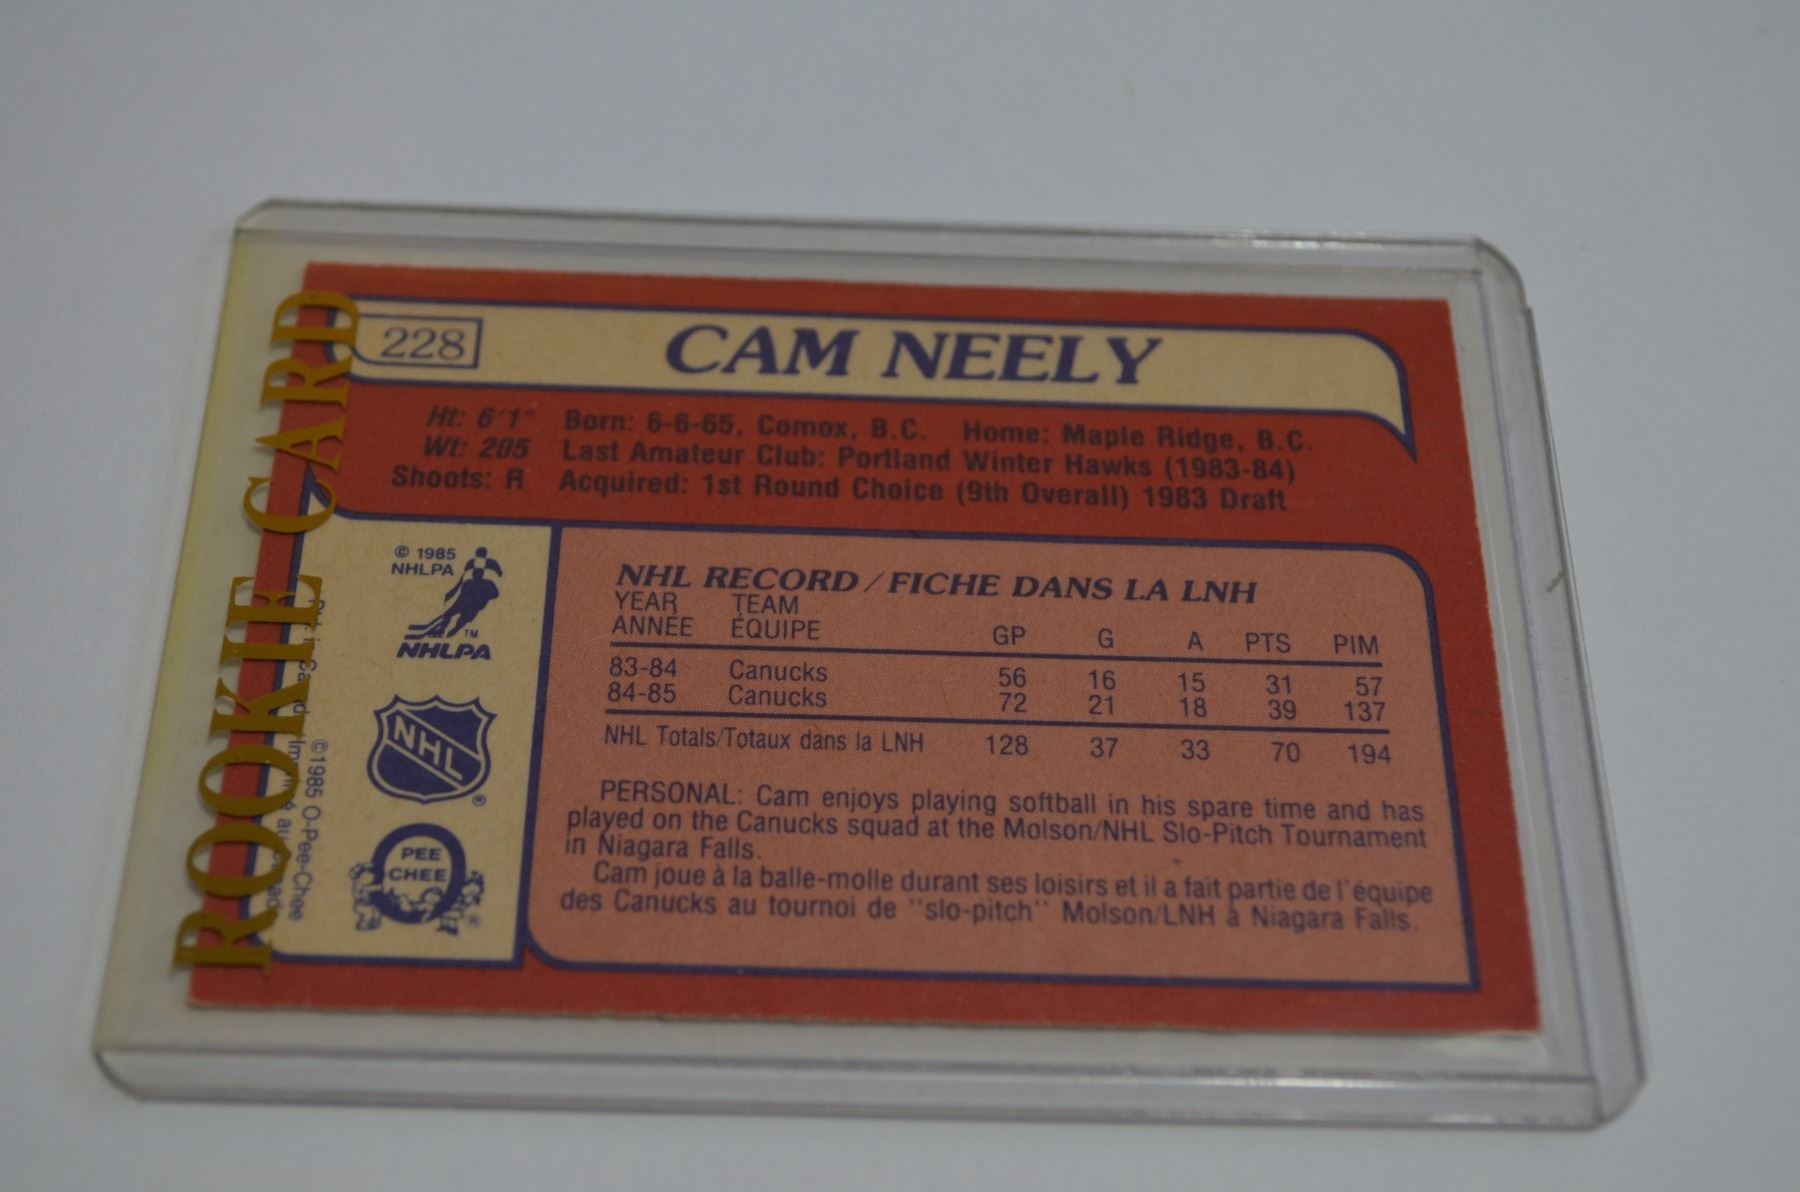 ROOKIE CARD
228
CAM NEELY
Ht: 6'1" Born: 6-6-65, Comox, B.C. Home: Maple Ridge, B.C.
Wt: 205 Last Amateur Club: Portland Winter Hawks (1983-84)
Shoots: R Acquired: 1st Round Choice (9th Overall) 1983 Draft
© 1985
NHLPA
TM
NHLPA
NHL
®
PEE
CHEE
®
©1985 O-Pee-Chee
NHL RECORD / FICHE DANS LA LNH
YEAR TEAM
ANNÉE ÉQUIPE GP G A PTS PIM
83-84 Canucks 56 16 15 31 57
84-85 Canucks 72 21 18 39 137
NHL Totals/Totaux dans la LNH 128 37 33 70 194
PERSONAL: Cam enjoys playing softball in his spare time and has
played on the Canucks squad at the Molson/NHL Slo-Pitch Tournament
in Niagara Falls.
Cam joue à la balle-molle durant ses loisirs et il a fait partie de l'équipe
des Canucks au tournoi de "slo-pitch" Molson/LNH à Niagara Falls.